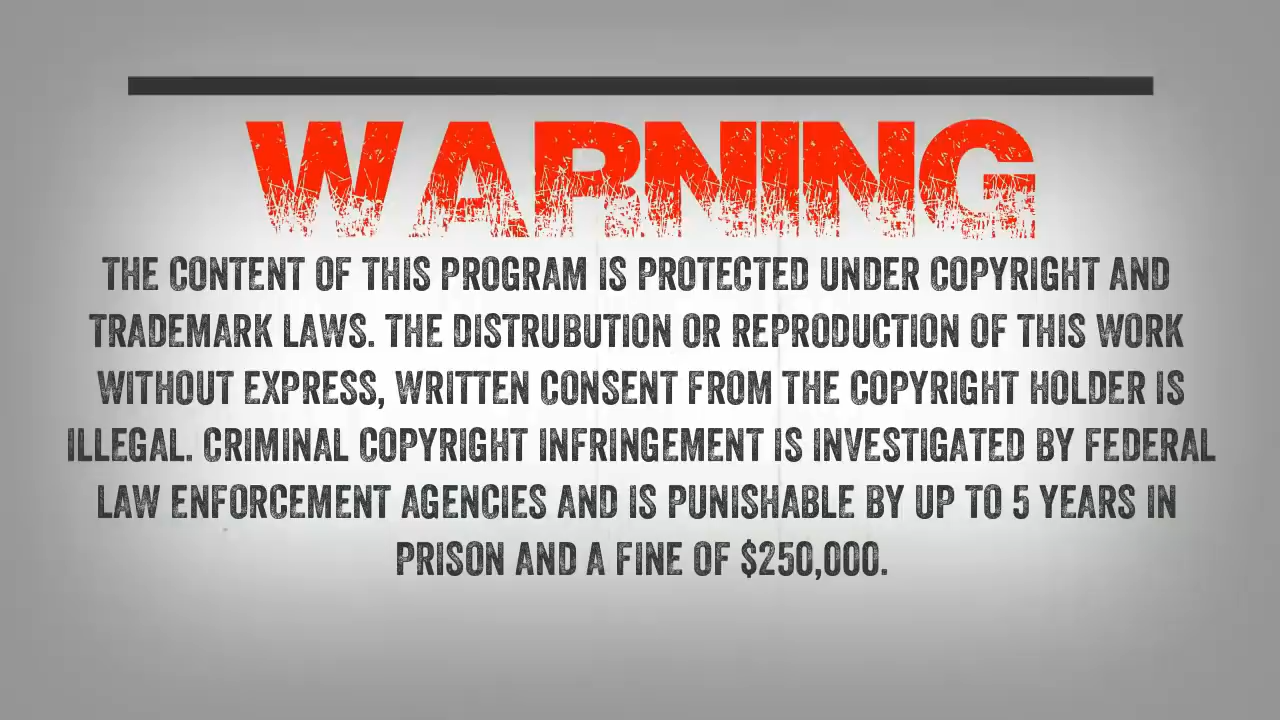 WARNING
THE CONTENT OF THIS PROGRAM IS PROTECTED UNDER COPYRIGHT AND
TRADEMARK LAWS. THE DISTRUBUTION OR REPRODUCTION OF THIS WORK
WITHOUT EXPRESS, WRITTEN CONSENT FROM THE COPYRIGHT HOLDER IS
ILLEGAL. CRIMINAL COPYRIGHT INFRINGEMENT IS INVESTIGATED BY FEDERAL
LAW ENFORCEMENT AGENCIES AND IS PUNISHABLE BY UP TO 5 YEARS IN
PRISON AND A FINE OF $250,000.